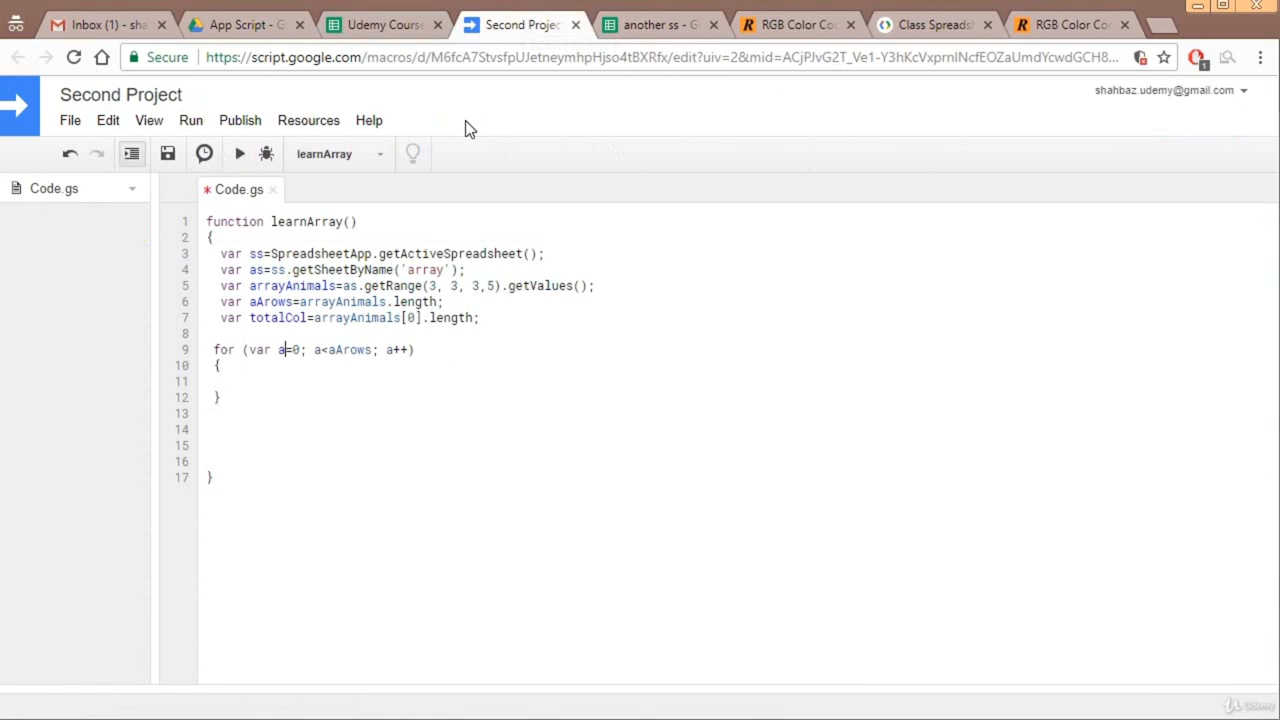 Inbox (1) - sha
App Script - G
Udemy Course
Second Projec
another ss - G
RGB Color Co
Class Spreads
RGB Color Co
Secure
https://script.google.com/macros/d/M6fcA7StvsfpUJetneymhpHjso4tBXRfx/edit?uiv=2&mid=ACjPJvG2T_Ve1-Y3hKcVxprnINcfEOZaUmdYcwdGCH8...
1
Second Project
shahbaz.udemy@gmail.com
File Edit View Run Publish Resources Help
learnArray
Code.gs
* Code.gs
1 function learnArray()
2 {
3 var ss=SpreadsheetApp.getActiveSpreadsheet();
4 var as=ss.getSheetByName('array');
5 var arrayAnimals=as.getRange(3, 3, 3,5).getValues();
6 var aArows=arrayAnimals.length;
7 var totalCol=arrayAnimals[0].length;
8
9 for (var a=0; a<aArows; a++)
10 {
11
12 }
13
14
15
16
17 }
Udemy